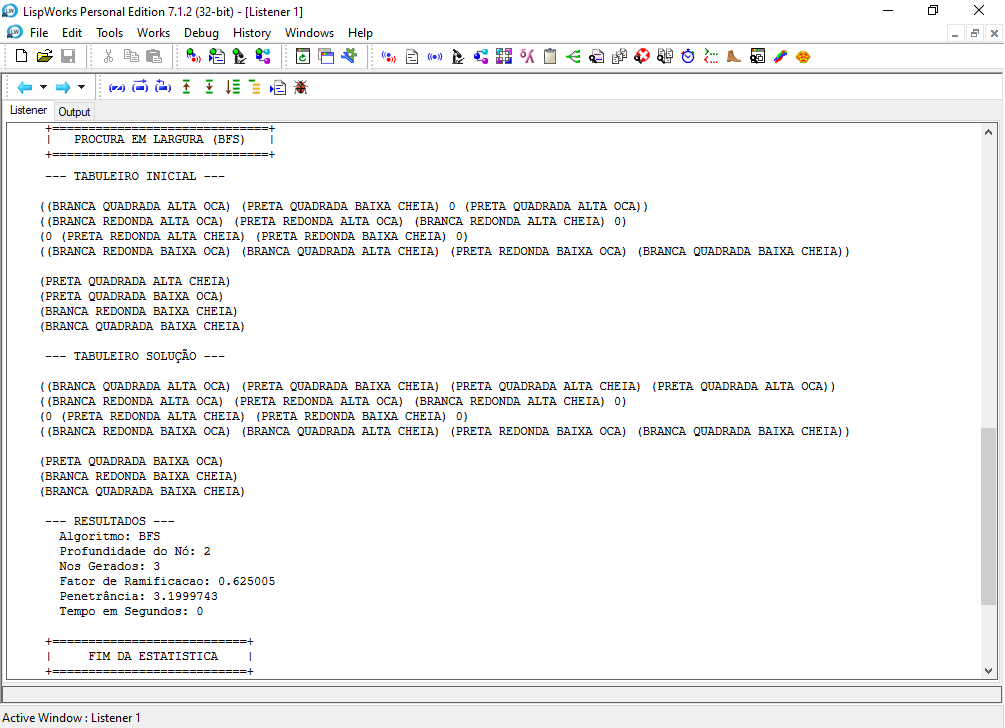 LispWorks Personal Edition 7.1.2 (32-bit) - [Listener 1]
File Edit Tools Works Debug History Windows Help
Listener Output
+==============================+
| PROCURA EM LARGURA (BFS) |
+==============================+
--- TABULEIRO INICIAL ---
((BRANCA QUADRADA ALTA OCA) (PRETA QUADRADA BAIXA CHEIA) 0 (PRETA QUADRADA ALTA OCA))
((BRANCA REDONDA ALTA OCA) (PRETA REDONDA ALTA OCA) (BRANCA REDONDA ALTA CHEIA) 0)
(0 (PRETA REDONDA ALTA CHEIA) (PRETA REDONDA BAIXA CHEIA) 0)
((BRANCA REDONDA BAIXA OCA) (BRANCA QUADRADA ALTA CHEIA) (PRETA REDONDA BAIXA OCA) (BRANCA QUADRADA BAIXA CHEIA))
(PRETA QUADRADA ALTA CHEIA)
(PRETA QUADRADA BAIXA OCA)
(BRANCA REDONDA BAIXA CHEIA)
(BRANCA QUADRADA BAIXA CHEIA)
--- TABULEIRO SOLUÇÃO ---
((BRANCA QUADRADA ALTA OCA) (PRETA QUADRADA BAIXA CHEIA) (PRETA QUADRADA ALTA CHEIA) (PRETA QUADRADA ALTA OCA))
((BRANCA REDONDA ALTA OCA) (PRETA REDONDA ALTA OCA) (BRANCA REDONDA ALTA CHEIA) 0)
(0 (PRETA REDONDA ALTA CHEIA) (PRETA REDONDA BAIXA CHEIA) 0)
((BRANCA REDONDA BAIXA OCA) (BRANCA QUADRADA ALTA CHEIA) (PRETA REDONDA BAIXA OCA) (BRANCA QUADRADA BAIXA CHEIA))
(PRETA QUADRADA BAIXA OCA)
(BRANCA REDONDA BAIXA CHEIA)
(BRANCA QUADRADA BAIXA CHEIA)
--- RESULTADOS ---
Algoritmo: BFS
Profundidade do Nó: 2
Nos Gerados: 3
Fator de Ramificacao: 0.625005
Penetrância: 3.1999743
Tempo em Segundos: 0
+===========================+
| FIM DA ESTATISTICA |
+===========================+
Active Window : Listener 1